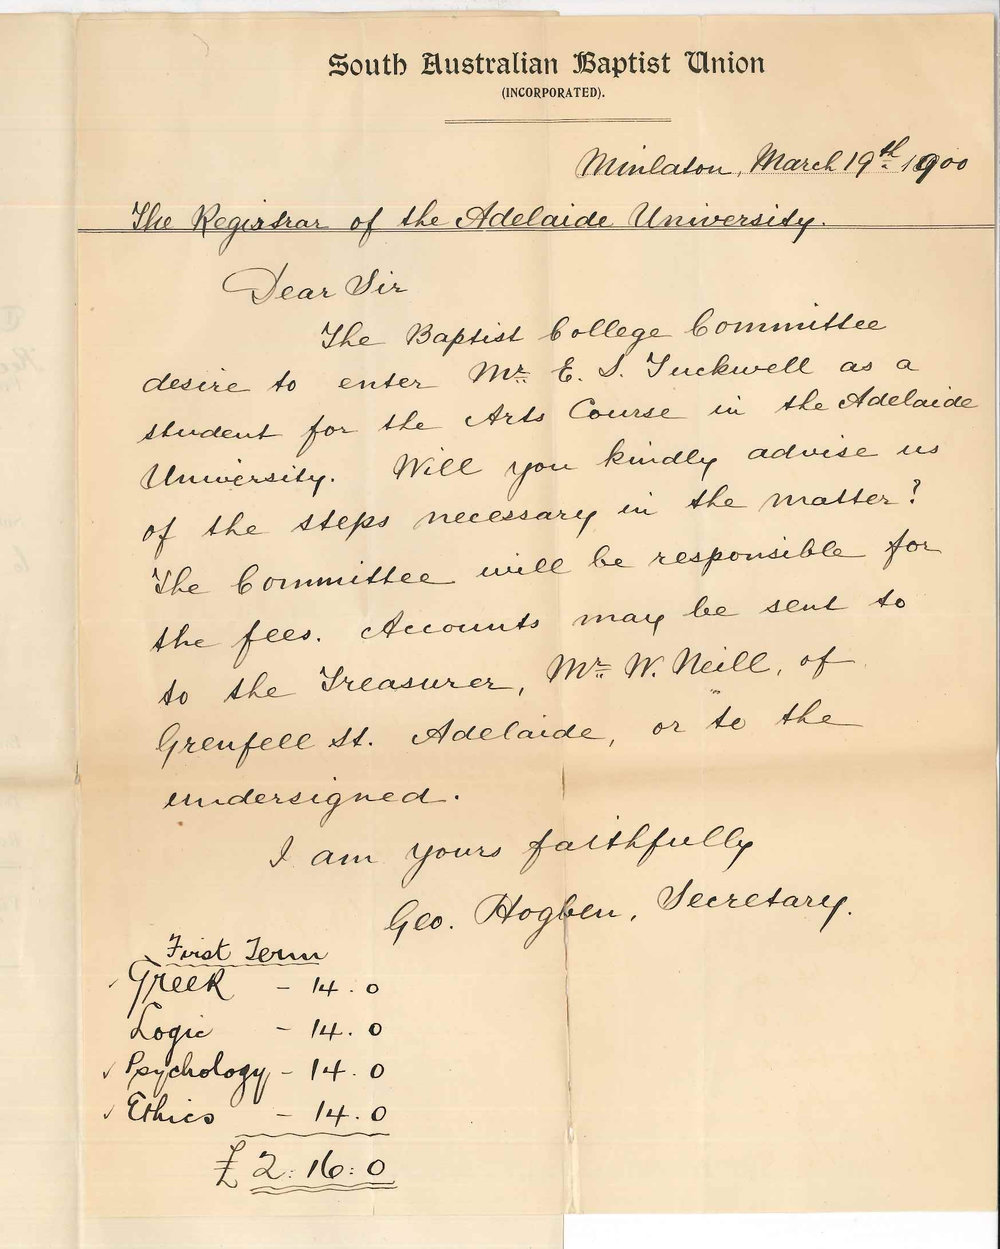 South Australian Baptist Union
(INCORPORATED).
Minlaton, March 19th 1900
The Registrar of the Adelaide University.
Dear Sir
The Baptist College Committee
desire to enter Mr. E. S. Tuckwell as a
student for the Arts Course in the Adelaide
University. Will you kindly advise us
of the steps necessary in the matter?
The Committee will be responsible for
the fees. Accounts may be sent to
to the Treasurer, Mr. W. Neill, of
Grenfell St. Adelaide, or to the
undersigned.
I am yours faithfully
Geo. Hogben, Secretary.
First Term
✓ Greek - 14.0
Logic - 14.0
✓ Psychology - 14.0
✓ Ethics - 14.0
£2:16:0